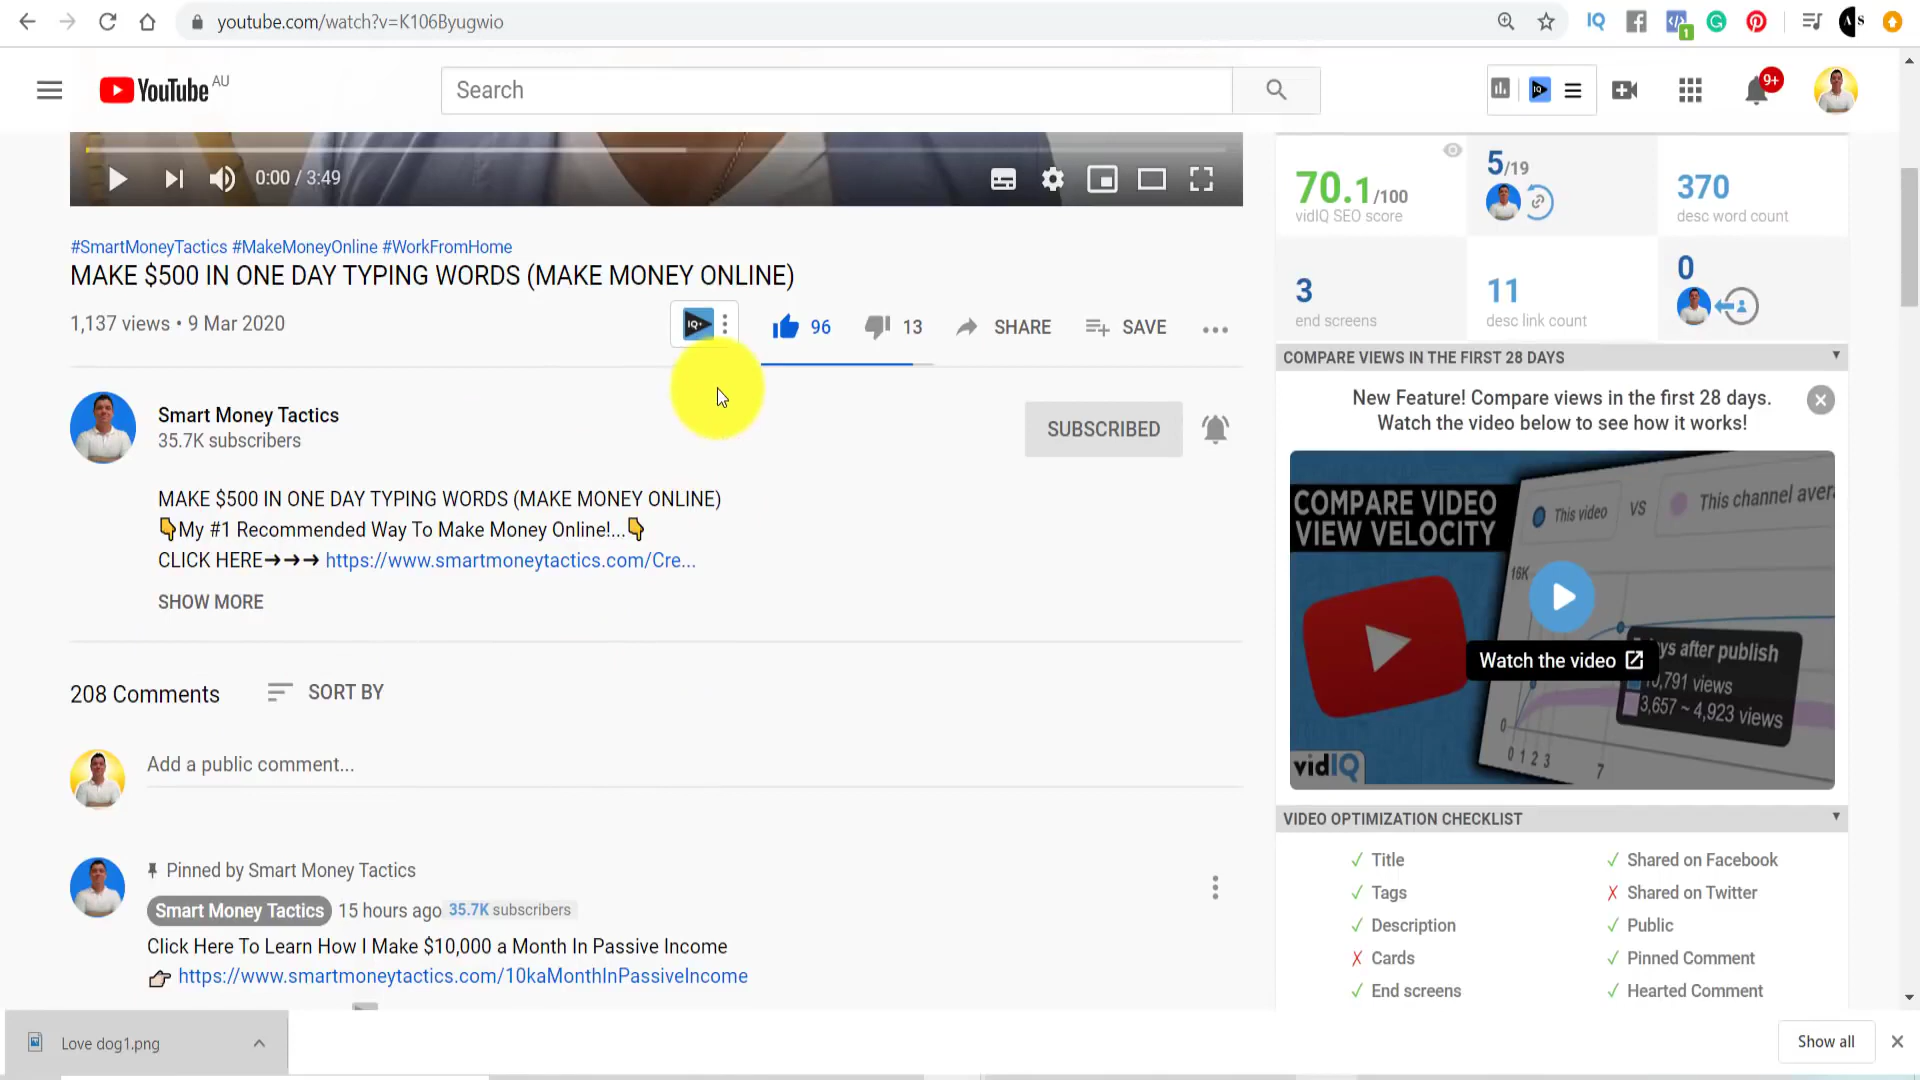 youtube.com/watch?v=K106Byugwio
YouTube AU
Search
9+
0:00 / 3:49
#SmartMoneyTactics #MakeMoneyOnline #WorkFromHome
MAKE $500 IN ONE DAY TYPING WORDS (MAKE MONEY ONLINE)
1,137 views • 9 Mar 2020
96
13
SHARE
SAVE
Smart Money Tactics
35.7K subscribers
SUBSCRIBED
MAKE $500 IN ONE DAY TYPING WORDS (MAKE MONEY ONLINE)
👇My #1 Recommended Way To Make Money Online!...👇
CLICK HERE➔➔➔ https://www.smartmoneytactics.com/Cre...
SHOW MORE
208 Comments
SORT BY
Add a public comment...
Pinned by Smart Money Tactics
Smart Money Tactics 15 hours ago 35.7K subscribers
Click Here To Learn How I Make $10,000 a Month In Passive Income
👉 https://www.smartmoneytactics.com/10kaMonthInPassiveIncome
70.1/100
vidIQ SEO score
5/19
370
desc word count
3
end screens
11
desc link count
0
COMPARE VIEWS IN THE FIRST 28 DAYS
New Feature! Compare views in the first 28 days.
Watch the video below to see how it works!
COMPARE VIDEO
VIEW VELOCITY
This video VS This channel aver
16K
Watch the video
ys after publish
10,791 views
3,657 ~ 4,923 views
0
0 1 2 3 7
vidIQ
VIDEO OPTIMIZATION CHECKLIST
✓ Title
✓ Shared on Facebook
✓ Tags
✗ Shared on Twitter
✓ Description
✓ Public
✗ Cards
✓ Pinned Comment
✓ End screens
✓ Hearted Comment
Love dog1.png
Show all